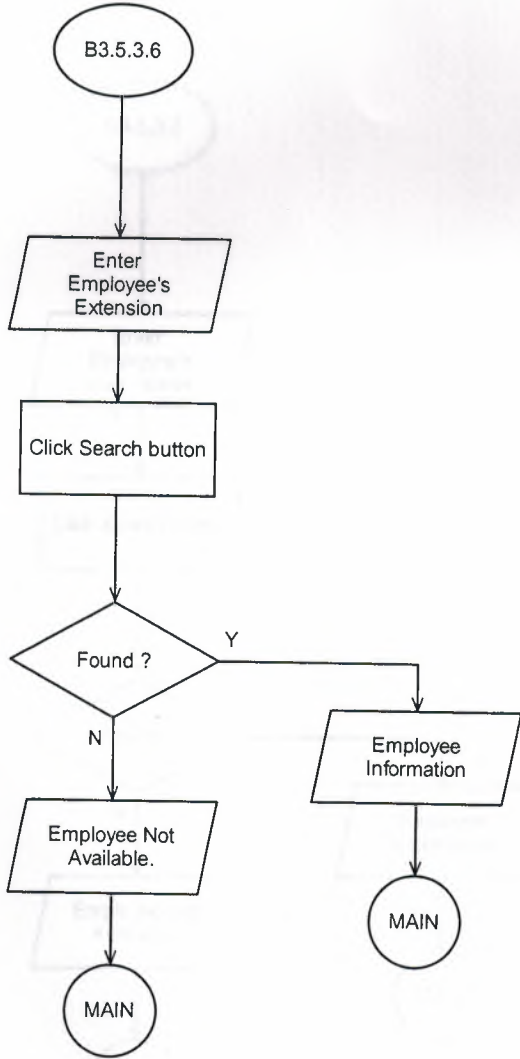 B3.5.3.6
Enter
Employee's
Extension
Click Search button
Found ?
Y
N
Employee
Information
Employee Not
Available.
MAIN
MAIN